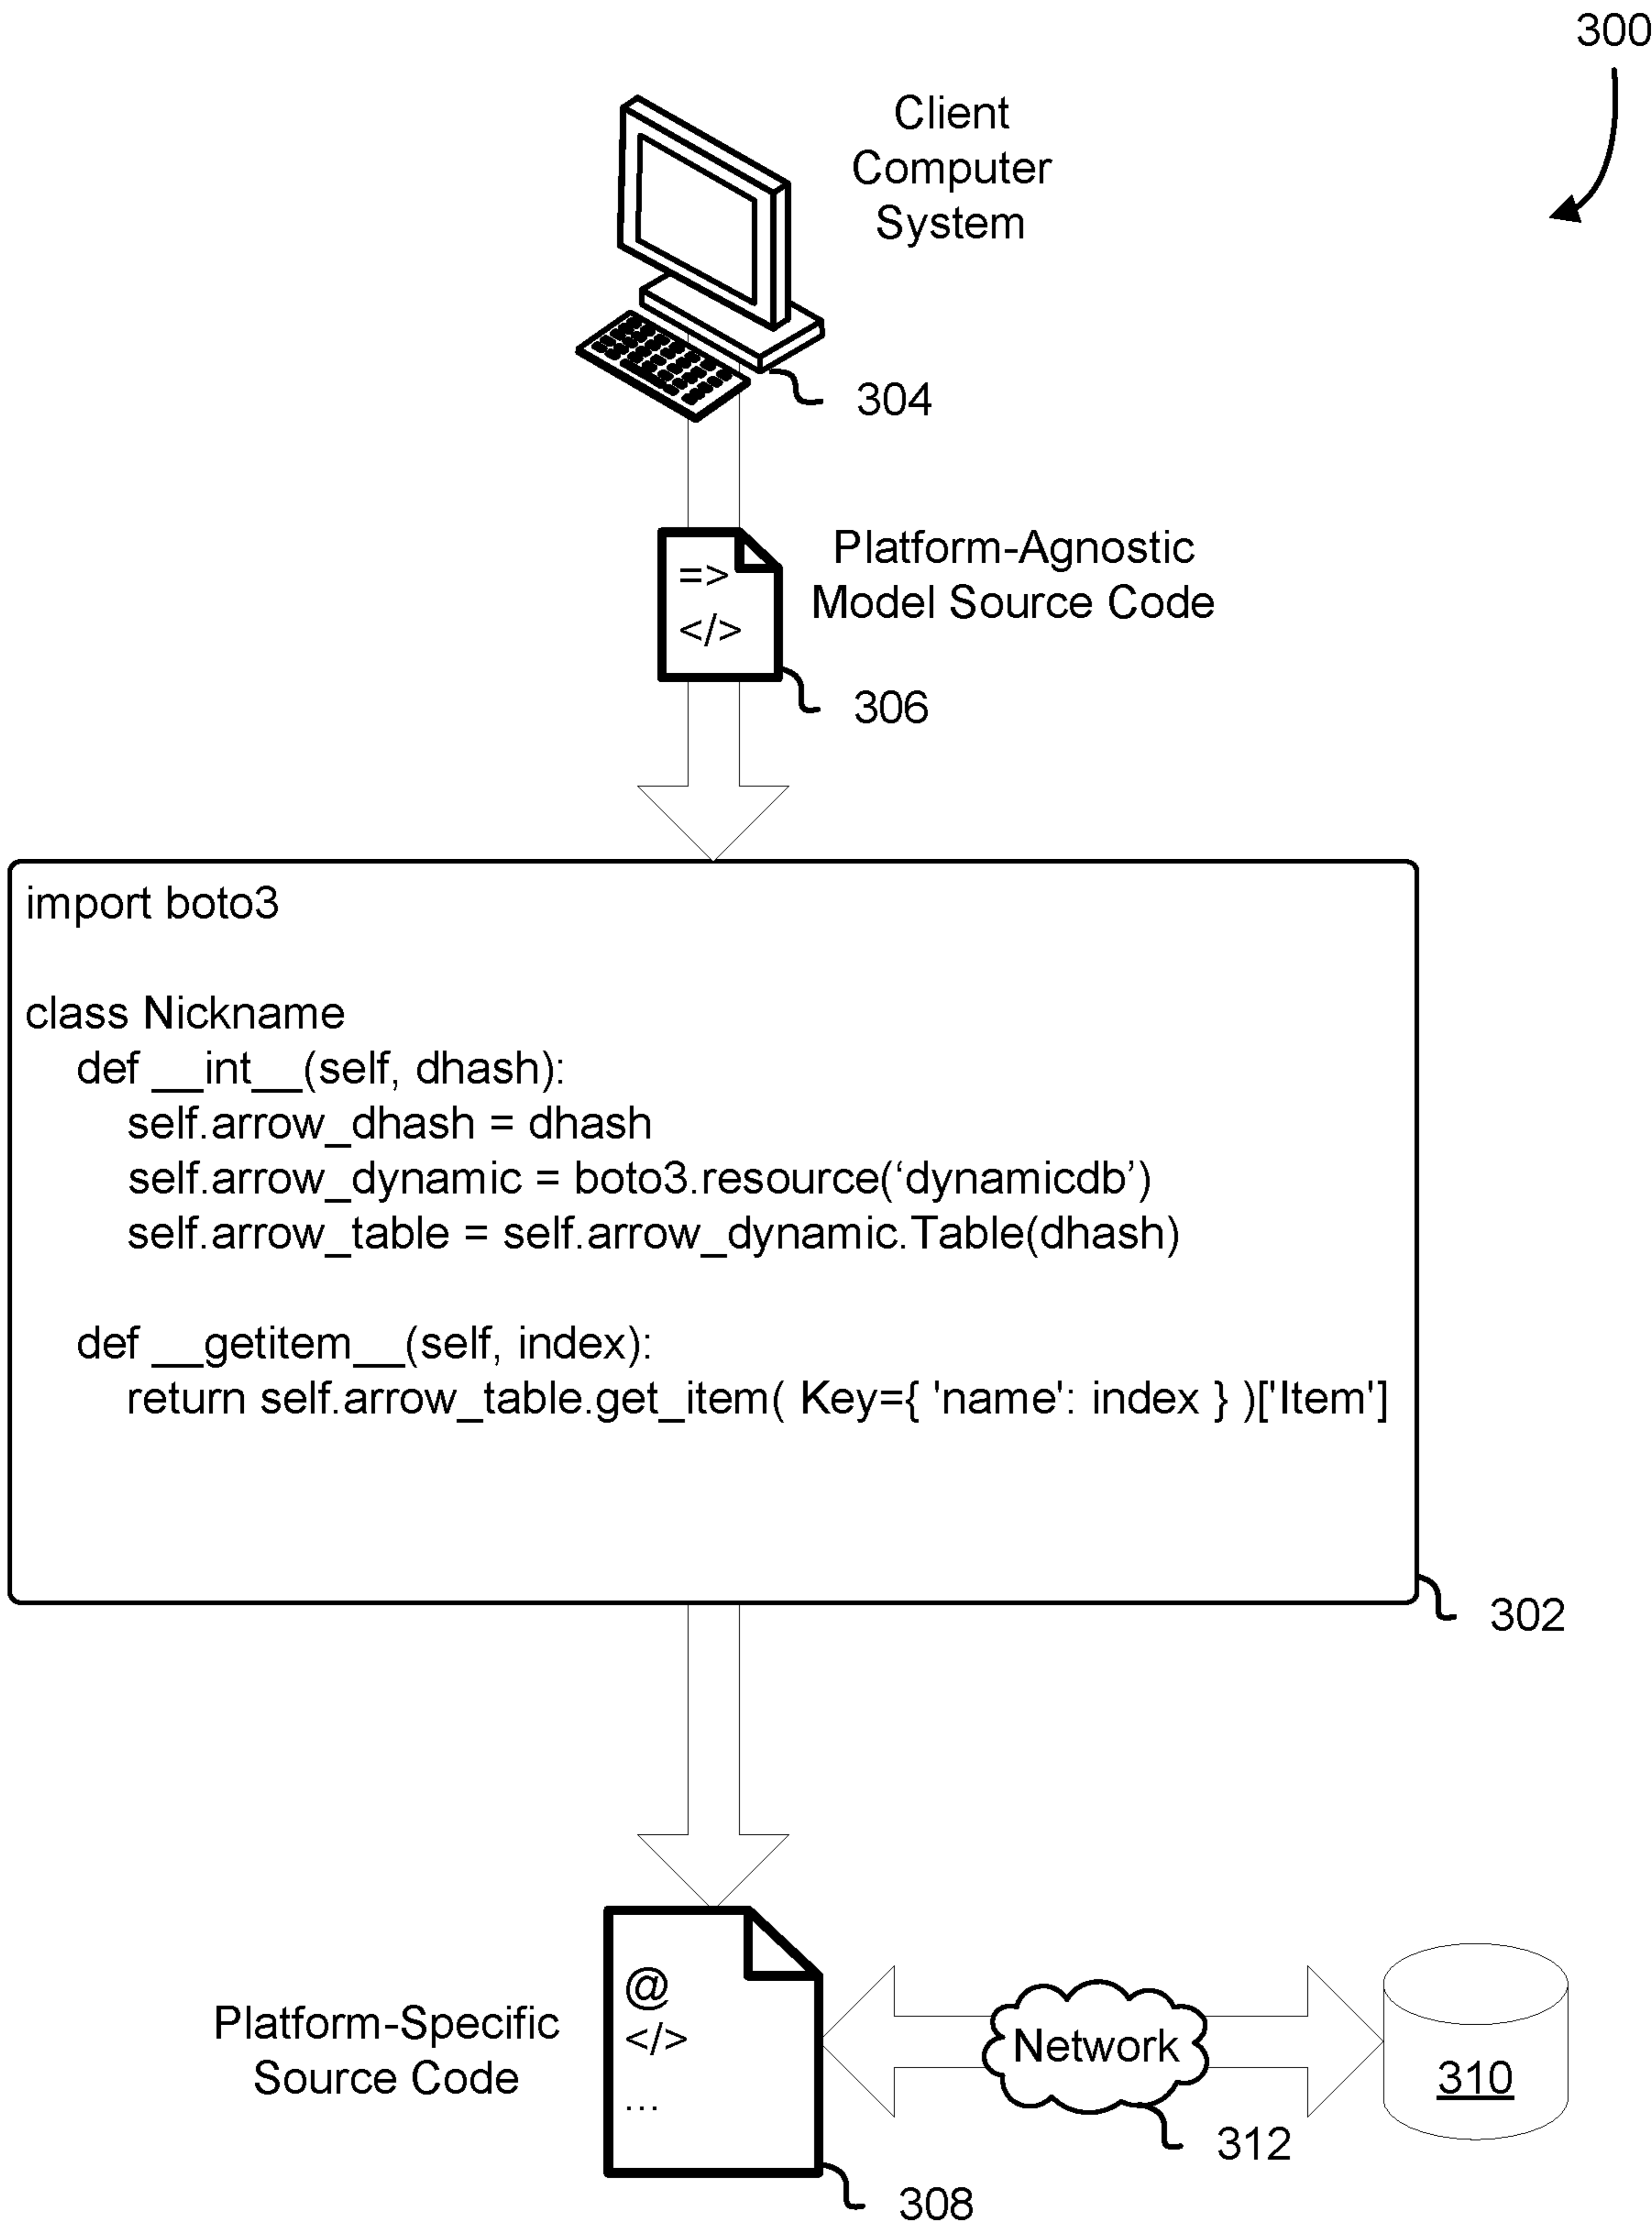 300
Client
Computer
System
304
Platform-Agnostic
Model Source Code
=>
</>
306
import boto3
class Nickname
def __int__(self, dhash):
self.arrow_dhash = dhash
self.arrow_dynamic = boto3.resource(‘dynamicdb’)
self.arrow_table = self.arrow_dynamic.Table(dhash)
def __getitem__(self, index):
return self.arrow_table.get_item( Key={ 'name': index } )['Item']
302
Platform-Specific
Source Code
@
</>
...
308
Network
312
310